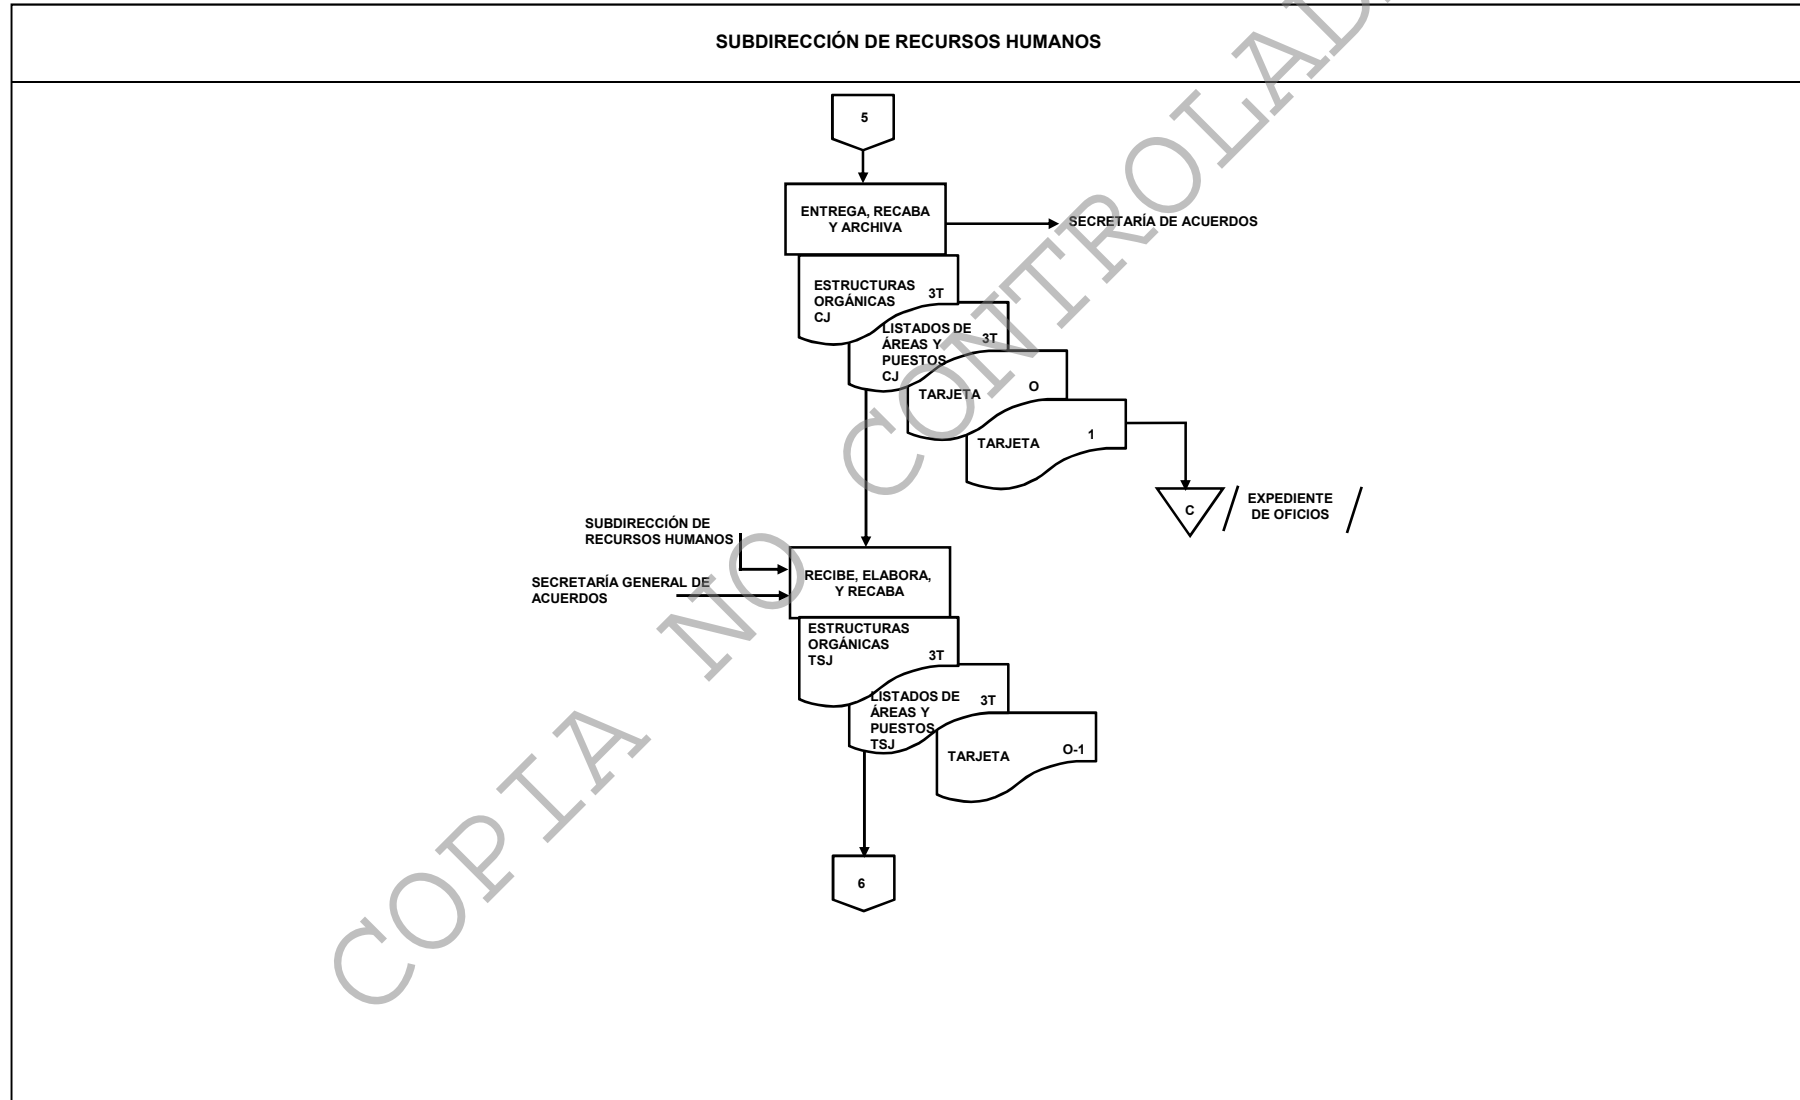 SUBDIRECCIÓN DE RECURSOS HUMANOS
5
ENTREGA, RECABA
Y ARCHIVA
SECRETARÍA DE ACUERDOS
ESTRUCTURAS
ORGÁNICAS
CJ
3T
LISTADOS DE
ÁREAS Y
PUESTOS
CJ
3T
TARJETA
O
TARJETA
1
C
EXPEDIENTE
DE OFICIOS
SUBDIRECCIÓN DE
RECURSOS HUMANOS
SECRETARÍA GENERAL DE
ACUERDOS
RECIBE, ELABORA,
Y RECABA
ESTRUCTURAS
ORGÁNICAS
TSJ
3T
LISTADOS DE
ÁREAS Y
PUESTOS
TSJ
3T
TARJETA
O-1
6
COPIA NO CONTROLAD